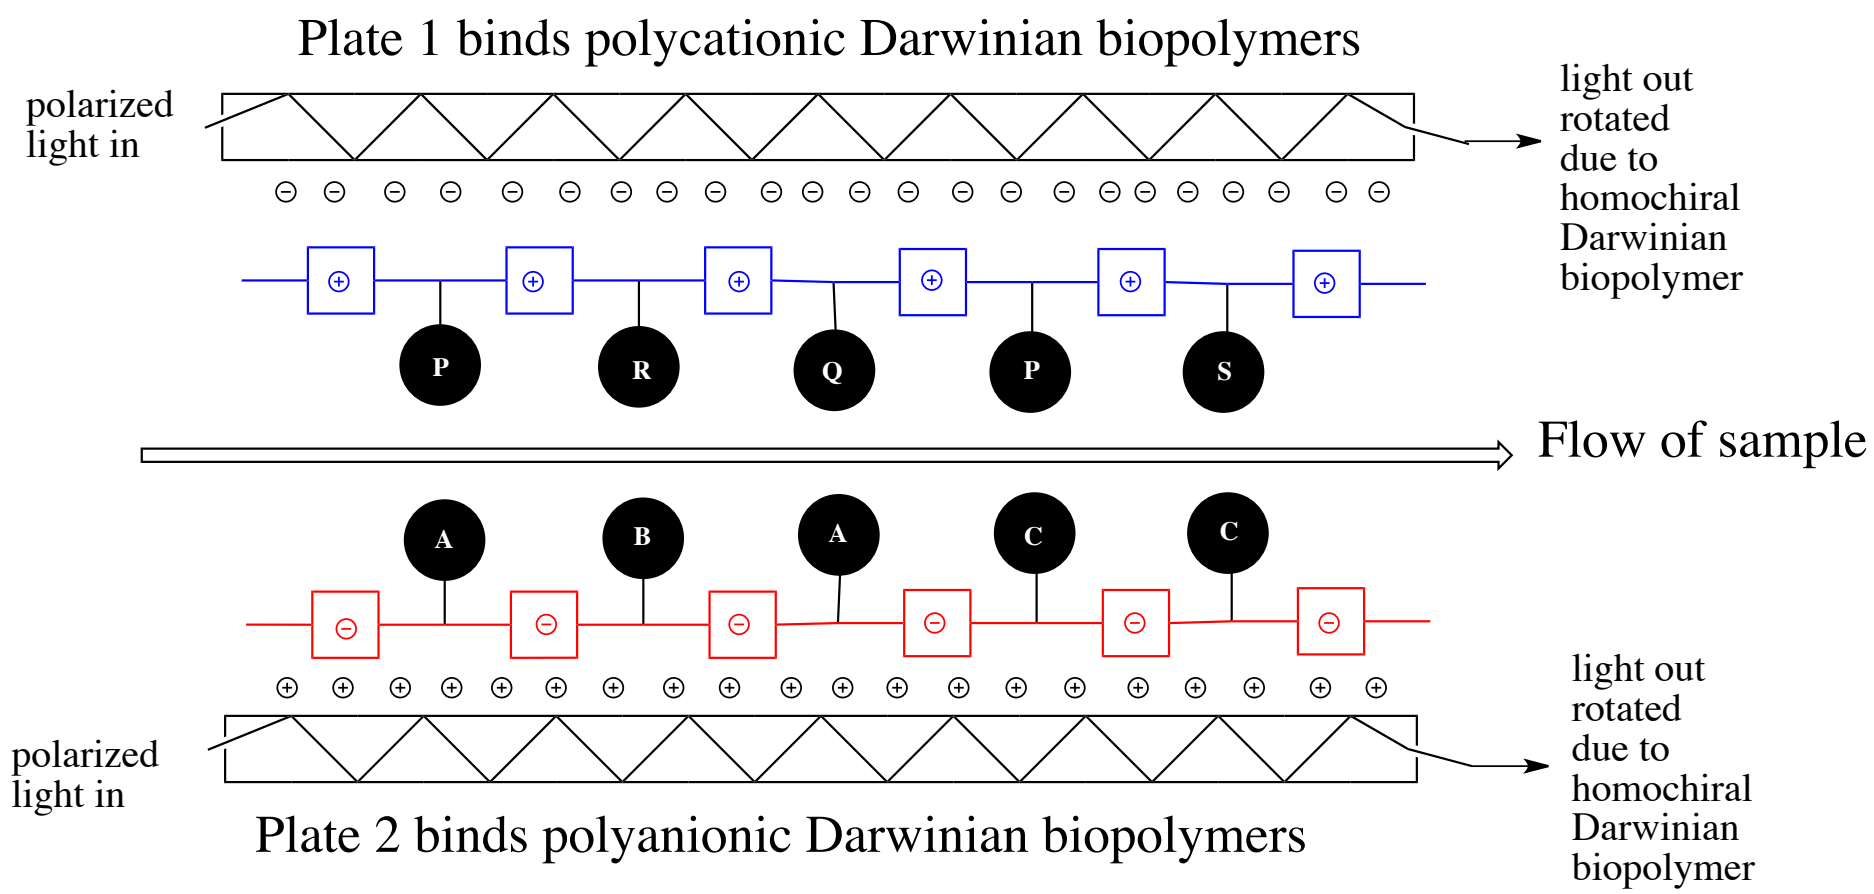 Plate 1 binds polycationic Darwinian biopolymers
polarized
light in
light out
rotated
due to
homochiral
Darwinian
biopolymer
− − − − − − − − − − − − − − − − − − − − − −
+ + + + + +
P R Q P S
Flow of sample
A B A C C
− − − − − −
+ + + + + + + + + + + + + + + + + + + +
polarized
light in
light out
rotated
due to
homochiral
Darwinian
biopolymer
Plate 2 binds polyanionic Darwinian biopolymers